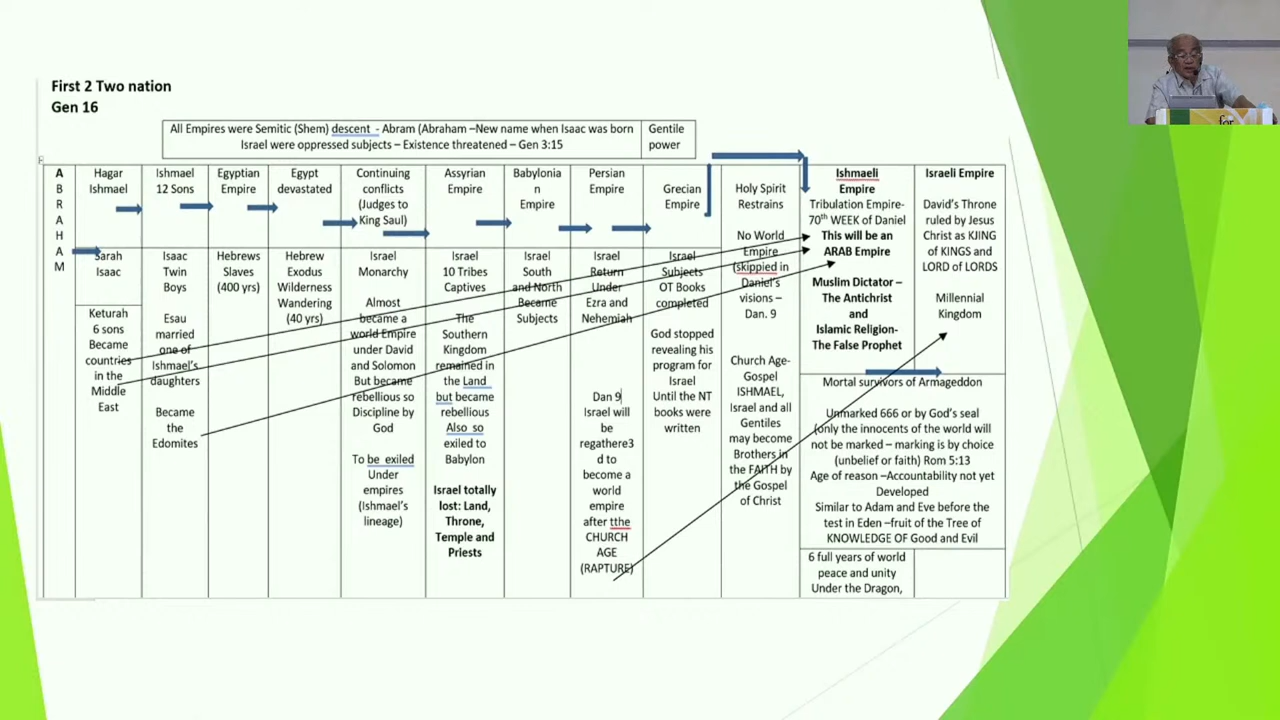 First 2 Two nation
Gen 16
All Empires were Semitic (Shem) descent - Abram (Abraham –New name when Isaac was born
Israel were oppressed subjects – Existence threatened – Gen 3:15
Gentile
power
A
B
R
A
H
A
M
Hagar
Ishmael
Sarah
Isaac
Keturah
6 sons
Became
countries
in the
Middle
East
Ishmael
12 Sons
Isaac
Twin
Boys
Esau
married
one of
Ishmael's
daughters
Became
the
Edomites
Egyptian
Empire
Hebrews
Slaves
(400 yrs)
Egypt
devastated
Hebrew
Exodus
Wilderness
Wandering
(40 yrs)
Continuing
conflicts
(Judges to
King Saul)
Israel
Monarchy
Almost
became a
world Empire
under David
and Solomon
But became
rebellious so
Discipline by
God
To be exiled
Under
empires
(Ishmael's
lineage)
Assyrian
Empire
Israel
10 Tribes
Captives
The
Southern
Kingdom
remained in
the Land
but became
rebellious
Also so
exiled to
Babylon
Israel totally
lost: Land,
Throne,
Temple and
Priests
Babylonia
n
Empire
Israel
South
and North
Became
Subjects
Persian
Empire
Israel
Return
Under
Ezra and
Nehemiah
Dan 9
Israel will
be
regathere3
d to
become a
world
empire
after tthe
CHURCH
AGE
(RAPTURE)
Grecian
Empire
Israel
Subjects
OT Books
completed
God stopped
revealing his
program for
Israel
Until the NT
books were
written
Holy Spirit
Restrains
No World
Empire
(skippied in
Daniel's
visions –
Dan. 9
Church Age-
Gospel
ISHMAEL,
Israel and all
Gentiles
may become
Brothers in
the FAITH by
the Gospel
of Christ
Ishmaeli
Empire
Tribulation Empire-
70th WEEK of Daniel
This will be an
ARAB Empire
Muslim Dictator –
The Antichrist
and
Islamic Religion-
The False Prophet
Israeli Empire
David's Throne
ruled by Jesus
Christ as KJING
of KINGS and
LORD of LORDS
Millennial
Kingdom
Mortal survivors of Armageddon
Unmarked 666 or by God's seal
(only the innocents of the world will
not be marked – marking is by choice
(unbelief or faith) Rom 5:13
Age of reason –Accountability not yet
Developed
Similar to Adam and Eve before the
test in Eden –fruit of the Tree of
KNOWLEDGE OF Good and Evil
6 full years of world
peace and unity
Under the Dragon,
for